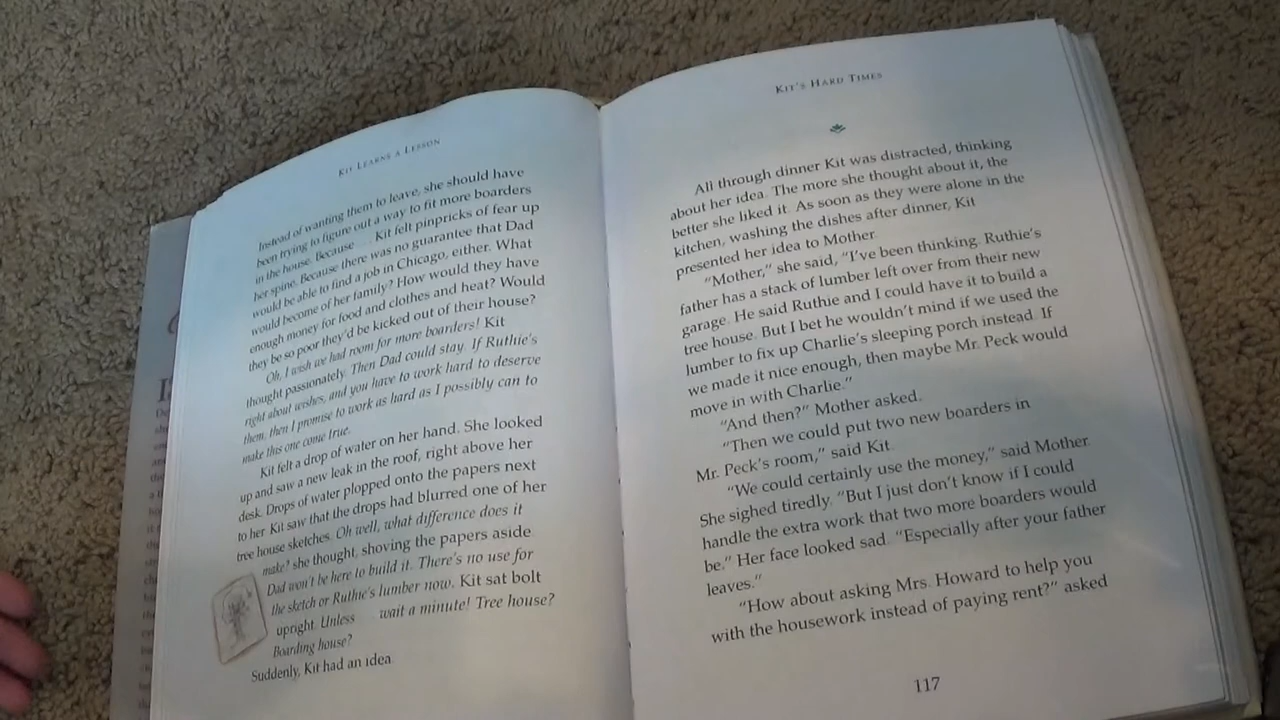 KIT LEARNS A LESSON
Instead of wanting them to leave, she should have
been trying to figure out a way to fit more boarders
in the house. Because . . . Kit felt pinpricks of fear up
her spine. Because there was no guarantee that Dad
would be able to find a job in Chicago, either. What
would become of her family? How would they have
enough money for food and clothes and heat? Would
they be so poor they'd be kicked out of their house?
Oh, I wish we had room for more boarders! Kit
thought passionately. Then Dad could stay. If Ruthie's
right about wishes, and you have to work hard to deserve
them, then I promise to work as hard as I possibly can to
make this one come true.
Kit felt a drop of water on her hand. She looked
up and saw a new leak in the roof, right above her
desk. Drops of water plopped onto the papers next
to her. Kit saw that the drops had blurred one of her
tree house sketches. Oh well, what difference does it
make? she thought, shoving the papers aside.
Dad won't be here to build it. There's no use for
the sketch or Ruthie's lumber now. Kit sat bolt
upright. Unless . . . wait a minute! Tree house?
Boarding house?
Suddenly, Kit had an idea.
KIT'S HARD TIMES
All through dinner Kit was distracted, thinking
about her idea. The more she thought about it, the
better she liked it. As soon as they were alone in the
kitchen, washing the dishes after dinner, Kit
presented her idea to Mother.
"Mother," she said, "I've been thinking. Ruthie's
father has a stack of lumber left over from their new
garage. He said Ruthie and I could have it to build a
tree house. But I bet he wouldn't mind if we used the
lumber to fix up Charlie's sleeping porch instead. If
we made it nice enough, then maybe Mr. Peck would
move in with Charlie."
"And then?" Mother asked.
"Then we could put two new boarders in
Mr. Peck's room," said Kit.
"We could certainly use the money," said Mother.
She sighed tiredly. "But I just don't know if I could
handle the extra work that two more boarders would
be." Her face looked sad. "Especially after your father
leaves."
"How about asking Mrs. Howard to help you
with the housework instead of paying rent?" asked
117